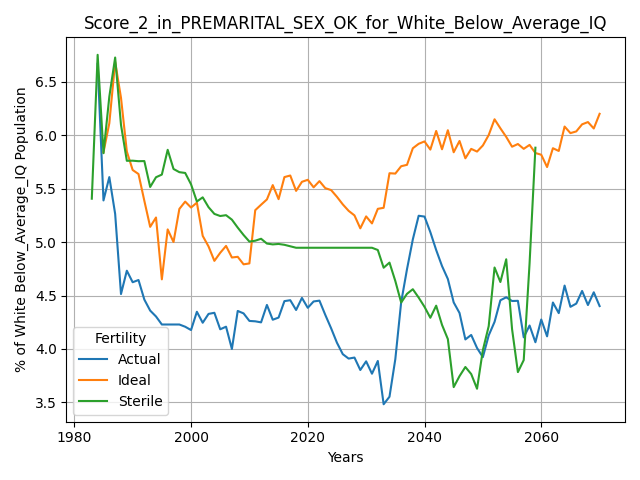 Score_2_in_PREMARITAL_SEX_OK_for_White_Below_Average_IQ
% of White Below_Average_IQ Population
6.5
6.0
5.5
5.0
4.5
4.0
3.5
Fertility
Actual
Ideal
Sterile
1980
2000
2020
2040
2060
Years